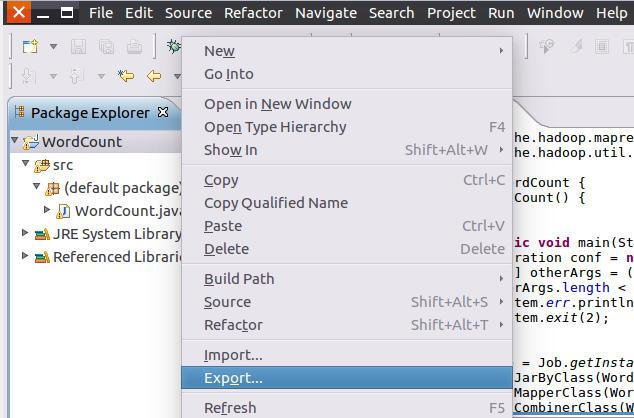 File Edit Source Refactor Navigate Search Project Run Window Help
Package Explorer
WordCount
src
(default package)
WordCount.java
JRE System Library
Referenced Libraries
New
Go Into
Open in New Window
Open Type Hierarchy F4
Show In Shift+Alt+W
Copy Ctrl+C
Copy Qualified Name
Paste Ctrl+V
Delete Delete
Build Path
Source Shift+Alt+S
Refactor Shift+Alt+T
Import...
Export...
Refresh F5
he.hadoop.mapre
he.hadoop.util.
rdCount {
Count() {
ic void main(St
ration conf = n
] otherArgs = (
rArgs.length <
tem.err.println
tem.exit(2);
= Job.getInsta
JarByClass(Word
MapperClass(Wor
CombinerClass(W